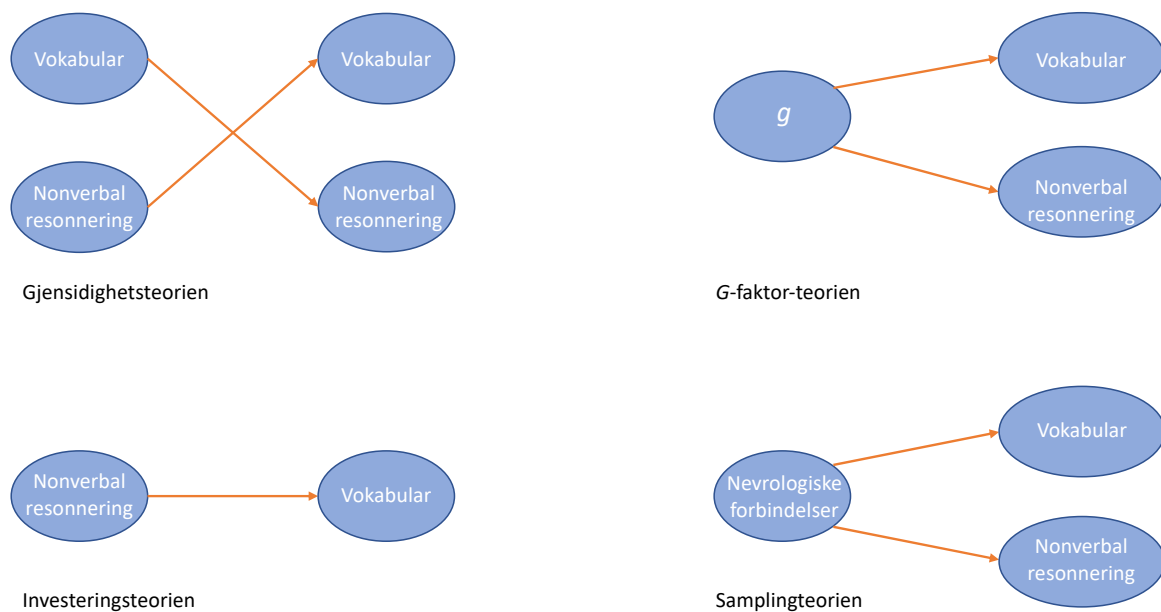 Vokabular
Vokabular
Nonverbal
resonnering
Nonverbal
resonnering
Gjensidighetsteorien
g
Vokabular
Nonverbal
resonnering
G-faktor-teorien
Nonverbal
resonnering
Vokabular
Investeringsteorien
Nevrologiske
forbindelser
Vokabular
Nonverbal
resonnering
Samplingteorien